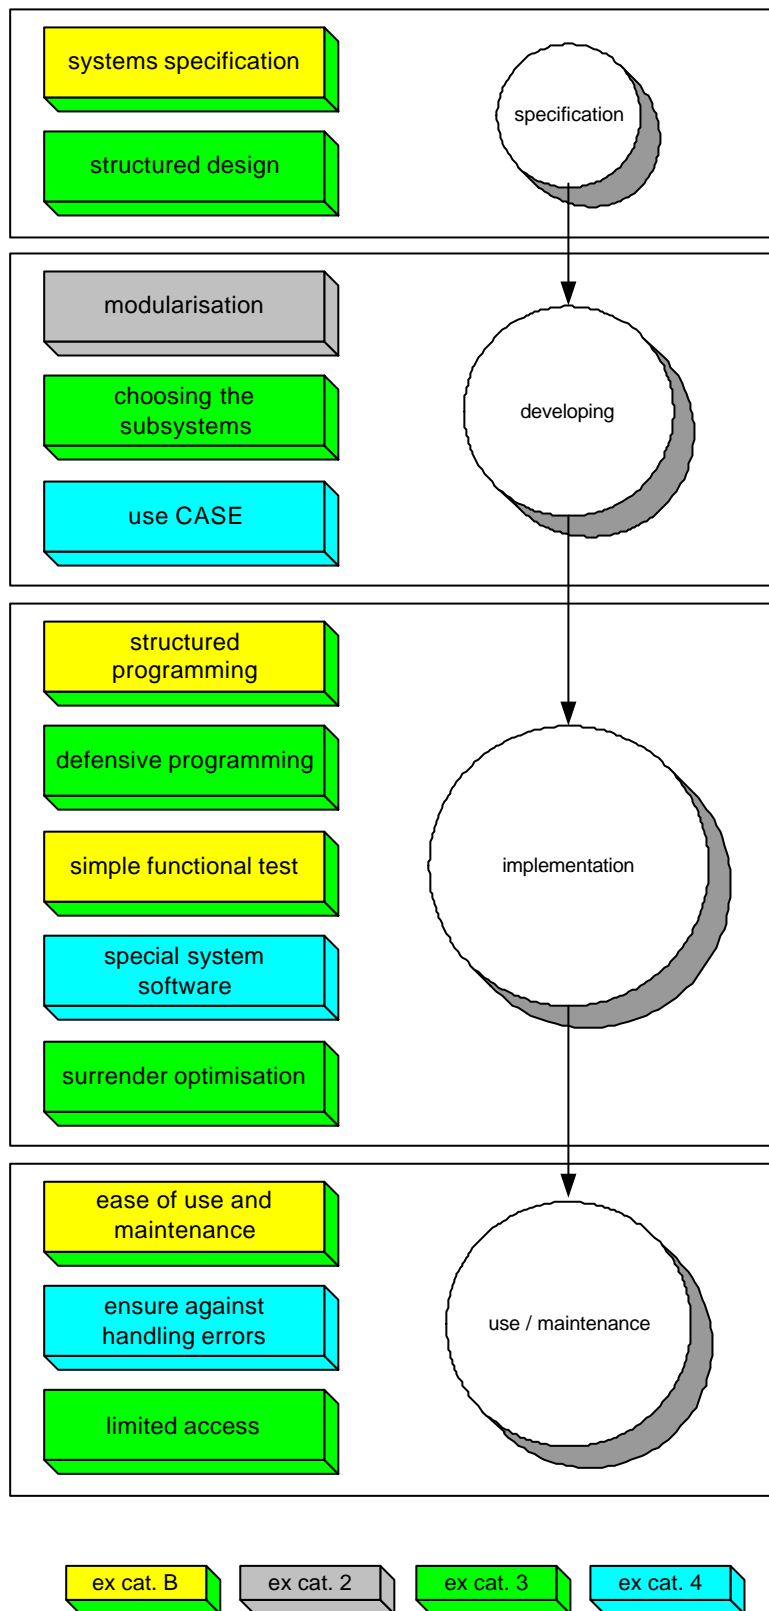 systems specification
specification
structured design
modularisation
choosing the
subsystems
developing
use CASE
structured
programming
defensive programming
simple functional test
implementation
special system
software
surrender optimisation
ease of use and
maintenance
ensure against
handling errors
use / maintenance
limited access
ex cat. B
ex cat. 2
ex cat. 3
ex cat. 4